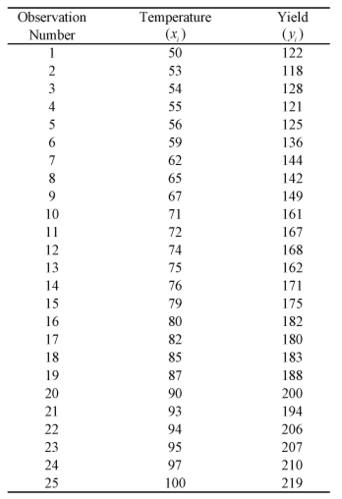 Observation Temperature Yield
Number (x_i) (y_i)
1 50 122
2 53 118
3 54 128
4 55 121
5 56 125
6 59 136
7 62 144
8 65 142
9 67 149
10 71 161
11 72 167
12 74 168
13 75 162
14 76 171
15 79 175
16 80 182
17 82 180
18 85 183
19 87 188
20 90 200
21 93 194
22 94 206
23 95 207
24 97 210
25 100 219